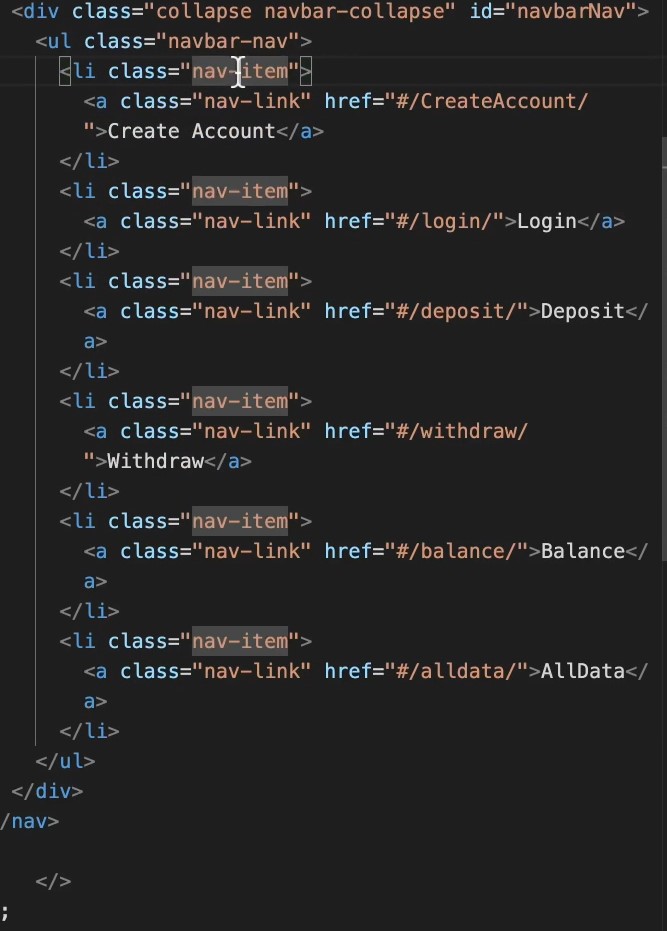 <div class="collapse navbar-collapse" id="navbarNav">
<ul class="navbar-nav">
<li class="nav-item">
<a class="nav-link" href="#/CreateAccount/
">Create Account</a>
</li>
<li class="nav-item">
<a class="nav-link" href="#/login/">Login</a>
</li>
<li class="nav-item">
<a class="nav-link" href="#/deposit/">Deposit</
a>
</li>
<li class="nav-item">
<a class="nav-link" href="#/withdraw/
">Withdraw</a>
</li>
<li class="nav-item">
<a class="nav-link" href="#/balance/">Balance</
a>
</li>
<li class="nav-item">
<a class="nav-link" href="#/alldata/">AllData</
a>
</li>
</ul>
</div>
/nav>
</>
;